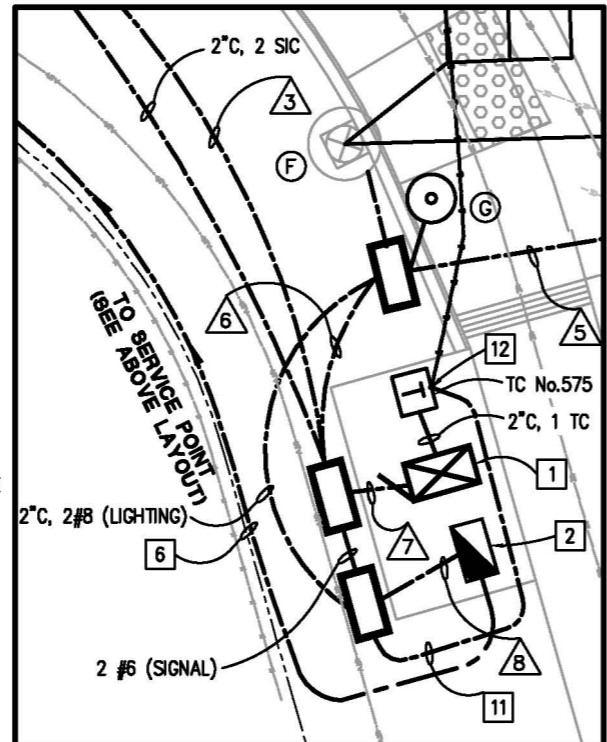 2"C, 2 SIC
3
F
G
6
5
TO SERVICE POINT
(SEE ABOVE LAYOUT)
12
T
TC No.575
2"C, 1 TC
1
2"C, 2#8 (LIGHTING)
7
2
6
8
2 #6 (SIGNAL)
11